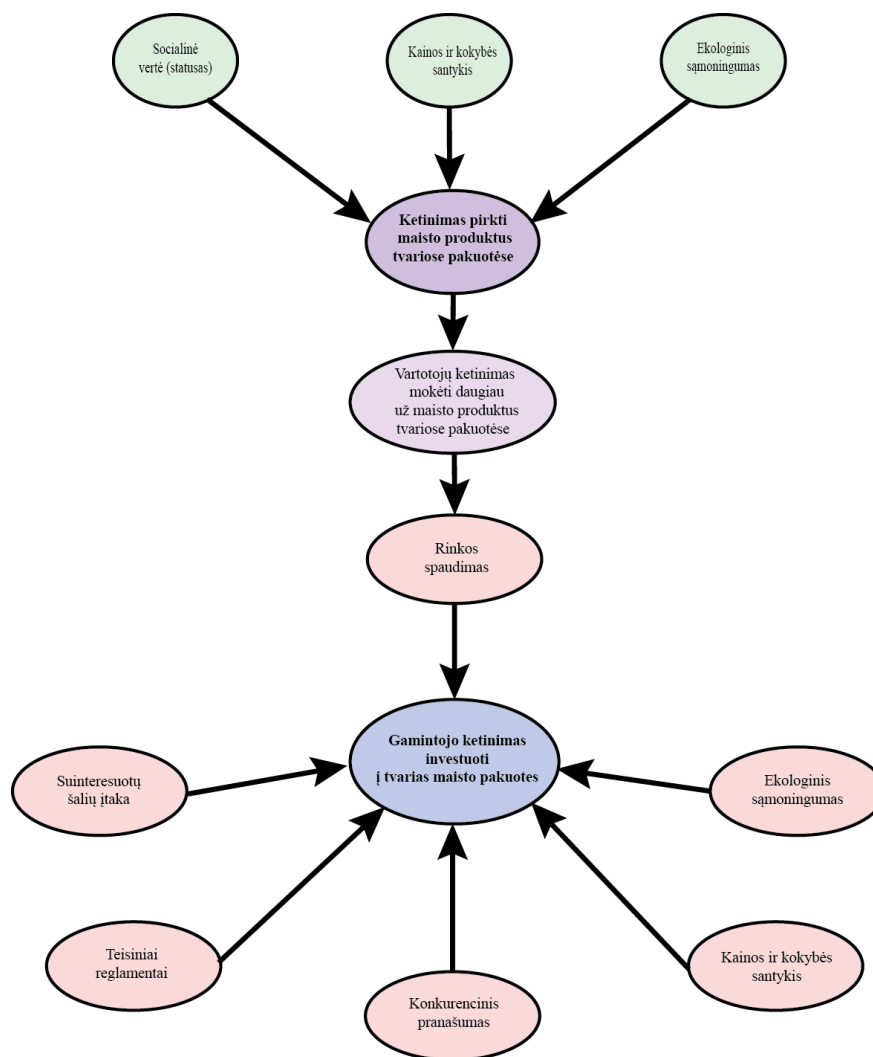 Socialinė
vertė (statusas)
Kainos ir kokybės
santykis
Ekologinis
sąmoningumas
Ketinimas pirkti
maisto produktus
tvariose pakuotėse
Vartotojų ketinimas
mokėti daugiau
už maisto produktus
tvariose pakuotėse
Rinkos
spaudimas
Gamintojo ketinimas
investuoti
į tvarias maisto pakuotes
Suinteresuotų
šalių įtaka
Ekologinis
sąmoningumas
Teisiniai
reglamentai
Konkurencinis
pranašumas
Kainos ir kokybės
santykis